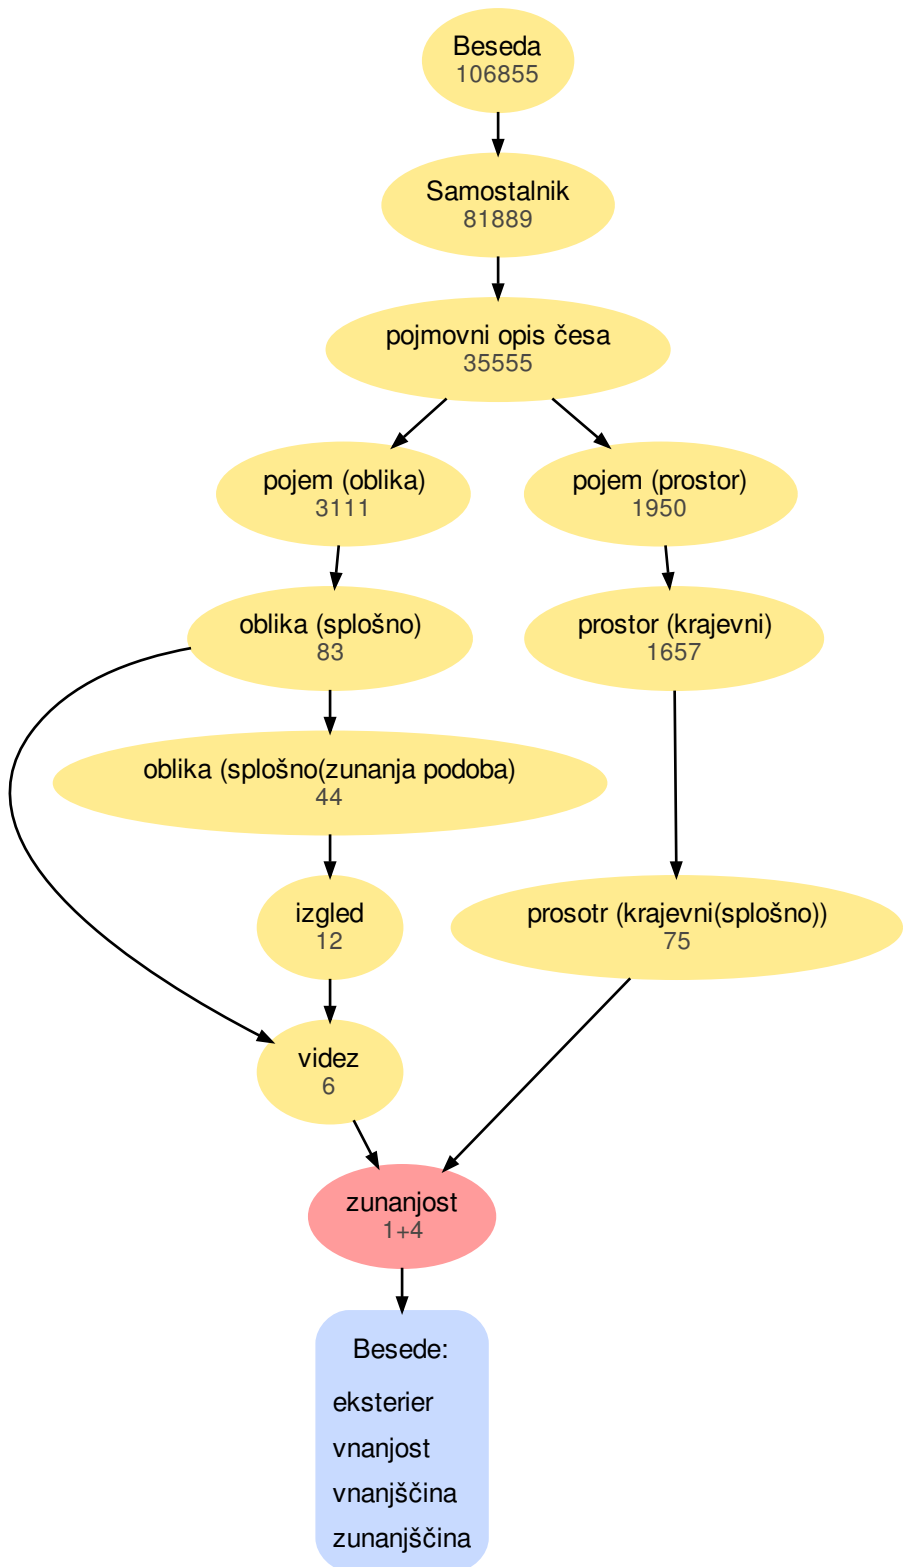 Beseda
106855
Samostalnik
81889
pojmovni opis česa
35555
pojem (oblika)
3111
pojem (prostor)
1950
oblika (splošno)
83
prostor (krajevni)
1657
oblika (splošno(zunanja podoba)
44
izgled
12
prosotr (krajevni(splošno))
75
videz
6
zunanjost
1+4
Besede:
eksterier
vnanjost
vnanjščina
zunanjščina